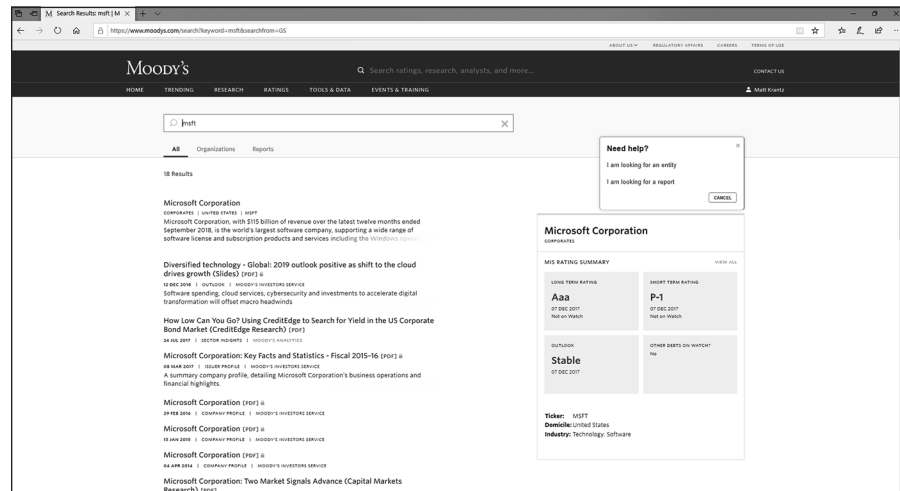 Search Results: msft | M
https://www.moodys.com/search?keyword=msft&searchfrom=GS
ABOUT US REGULATORY AFFAIRS CAREERS TERMS OF USE
MOODY'S
Search ratings, research, analysts, and more...
CONTACT US
HOME TRENDING RESEARCH RATINGS TOOLS & DATA EVENTS & TRAINING
Matt Krantz
msft
All Organizations Reports
18 Results
Microsoft Corporation
CORPORATES | UNITED STATES | MSFT
Microsoft Corporation, with $115 billion of revenue over the latest twelve months ended
September 2018, is the world's largest software company, supporting a wide range of
software license and subscription products and services including the Windows
Diversified technology - Global: 2019 outlook positive as shift to the cloud
drives growth (Slides) [PDF]
12 DEC 2018 | OUTLOOK | MOODY'S INVESTORS SERVICE
Software spending, cloud services, cybersecurity and investments to accelerate digital
transformation will offset macro headwinds
How Low Can You Go? Using CreditEdge to Search for Yield in the US Corporate
Bond Market (CreditEdge Research) [PDF]
24 JUL 2017 | SECTOR INSIGHTS | MOODY'S ANALYTICS
Microsoft Corporation: Key Facts and Statistics - Fiscal 2015-16 [PDF]
08 MAR 2017 | ISSUER PROFILE | MOODY'S INVESTORS SERVICE
A summary company profile, detailing Microsoft Corporation's business operations and
financial highlights.
Microsoft Corporation [PDF]
29 FEB 2016 | COMPANY PROFILE | MOODY'S INVESTORS SERVICE
Microsoft Corporation [PDF]
13 JAN 2015 | COMPANY PROFILE | MOODY'S INVESTORS SERVICE
Microsoft Corporation [PDF]
04 APR 2014 | COMPANY PROFILE | MOODY'S INVESTORS SERVICE
Microsoft Corporation: Two Market Signals Advance (Capital Markets
Research) [PDF]
Need help?
I am looking for an entity
I am looking for a report
CANCEL
Microsoft Corporation
CORPORATES
MIS RATING SUMMARY VIEW ALL
LONG TERM RATING
Aaa
07 DEC 2017
Not on Watch
SHORT TERM RATING
P-1
07 DEC 2017
Not on Watch
OUTLOOK
Stable
07 DEC 2017
OTHER DEBTS ON WATCH?
No
Ticker: MSFT
Domicile: United States
Industry: Technology: Software